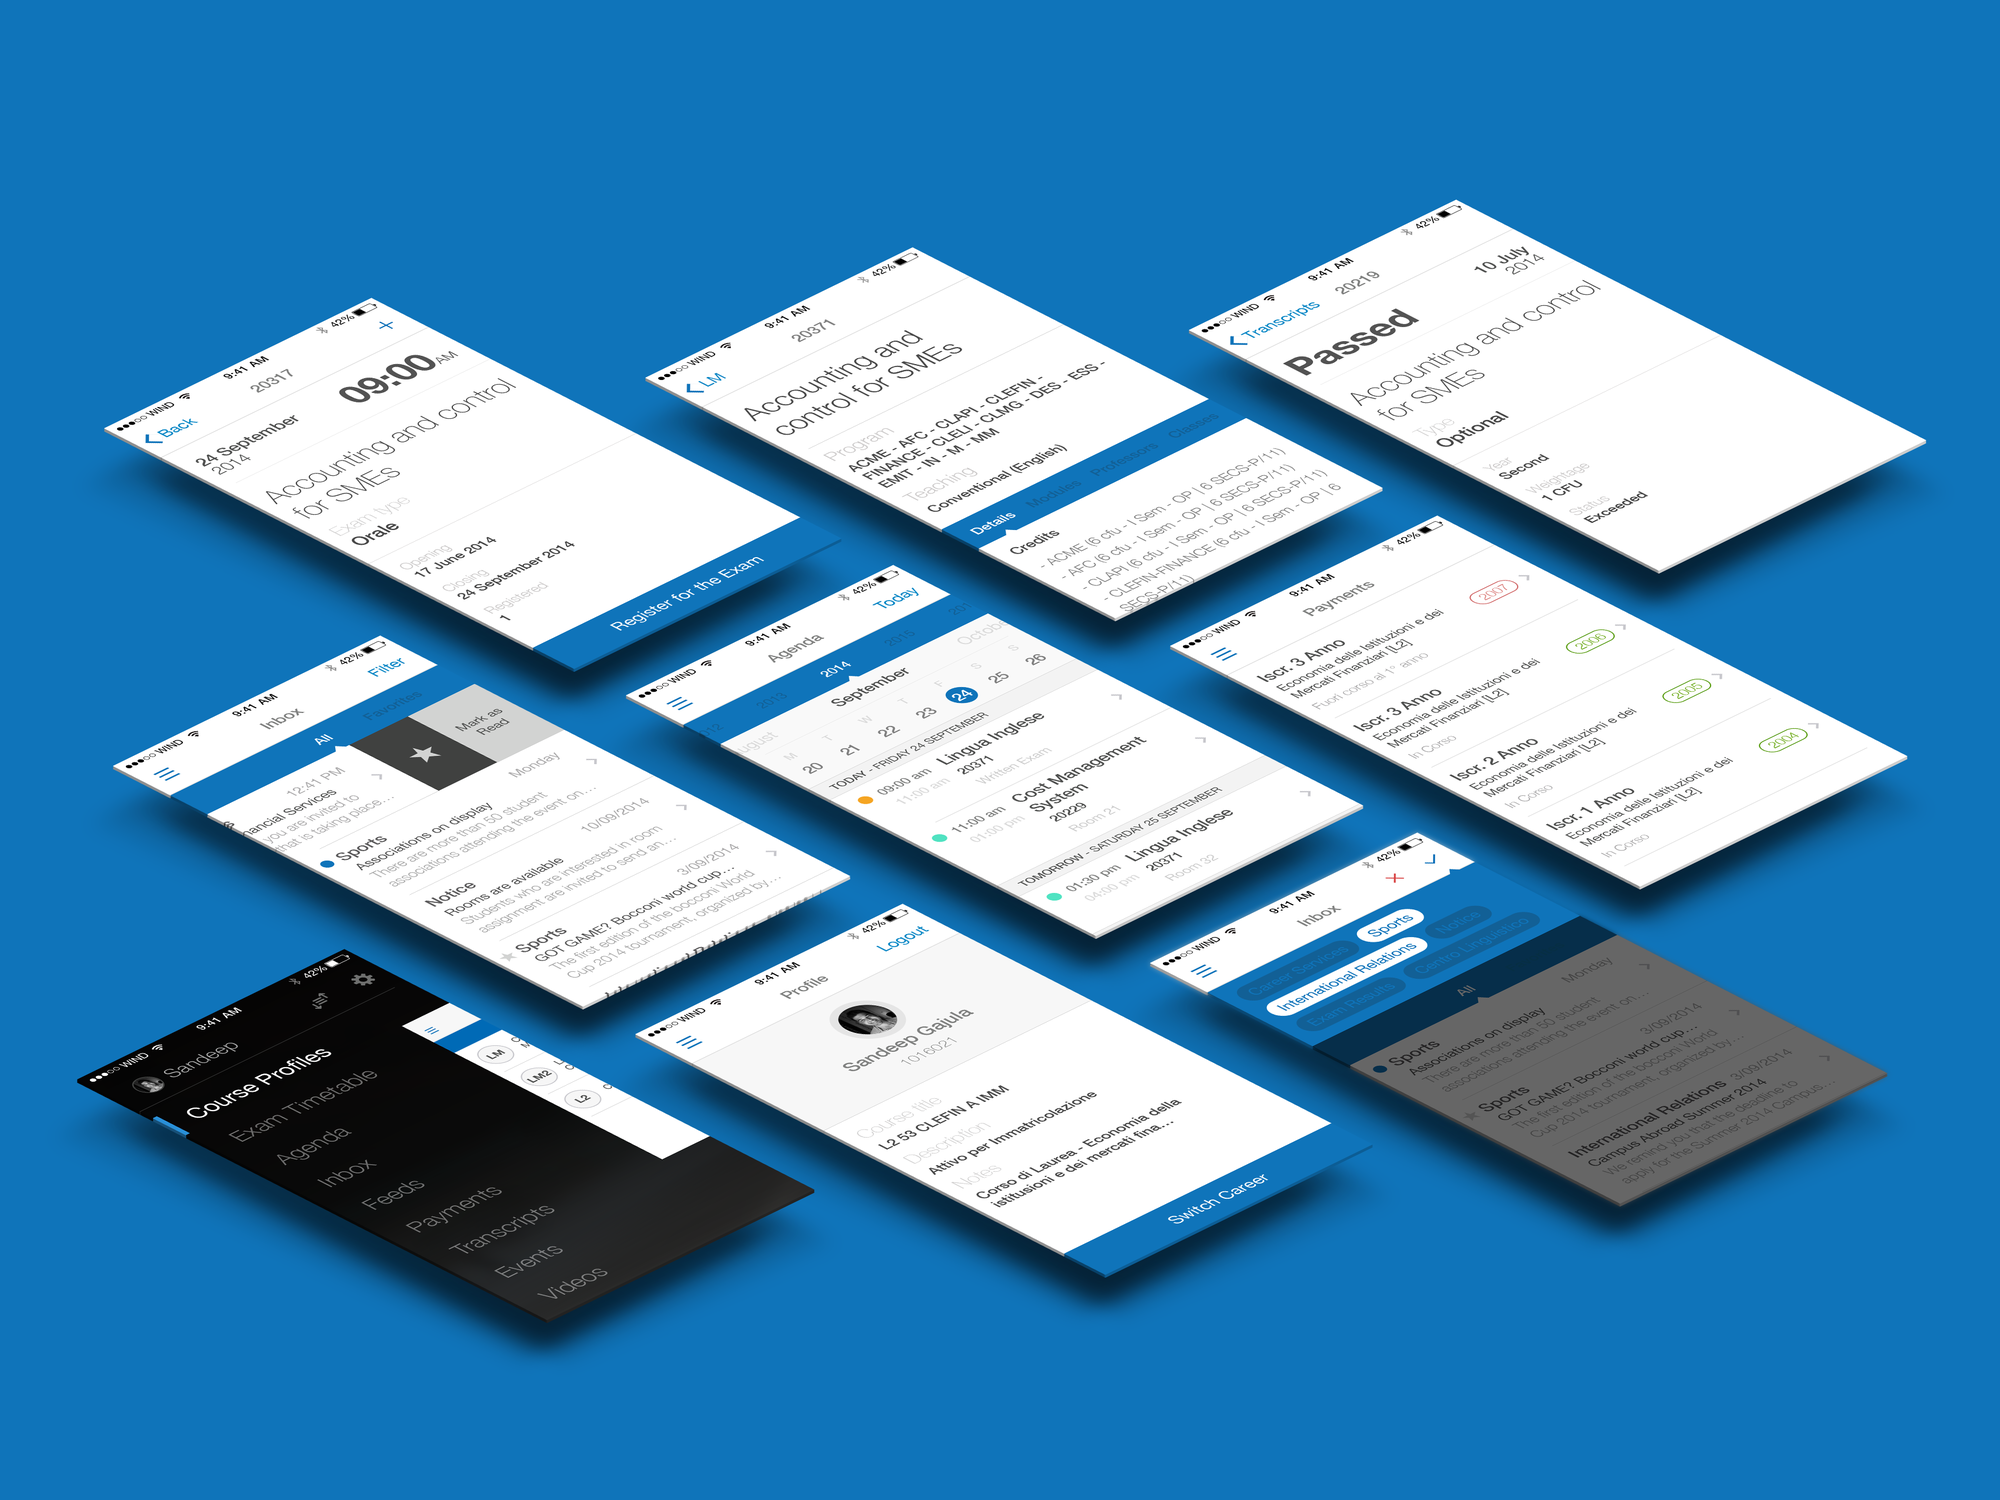 WIND 9:41 AM 42%
Back 20317 +
24 September
2014
09:00 AM
Accounting and control
for SMEs
Exam type
Orale
Opening
17 June 2014
Closing
24 September 2014
Registered
1
Register for the Exam
WIND 9:41 AM 42%
LM 20371
Accounting and
control for SMEs
Program
ACME - AFC - CLAPI - CLEFIN -
FINANCE - CLELI - CLMG - DES - ESS -
EMIT - IN - M - MM
Teaching
Conventional (English)
Details Modules Professors Classes
Credits
- ACME (6 cfu - I Sem - OP | 6 SECS-P/11)
- AFC (6 cfu - I Sem - OP | 6 SECS-P/11)
- CLAPI (6 cfu - I Sem - OP | 6 SECS-P/11)
- CLEFIN-FINANCE (6 cfu - I Sem - OP | 6
SECS-P/11)
WIND 9:41 AM 42%
Transcripts 20219
10 July
2014
Passed
Accounting and control
for SMEs
Type
Optional
Year
Second
Weightage
1 CFU
Status
Exceeded
WIND 9:41 AM 42%
Inbox Filter
All Favorites
12:41 PM
nancial Services
you are invited to
that is taking place...
Mark as
Read
Sports Monday
Association on display
There are more than 50 student
associations attending the event on...
Notice 10/09/2014
Rooms are available
Students who are interested in room
assignment are invited to send an...
Sports 3/09/2014
GOT GAME? Bocconi world cup...
The first edition of the bocconi World
Cup 2014 tournament, organized by...
WIND 9:41 AM 42%
Agenda Today
2013 2014 2015
ugust September Octobe
M T W T F S S
20 21 22 23 24 25 26
TODAY - FRIDAY 24 SEPTEMBER
09:00 am Lingua Inglese
11:00 am 20371
Written Exam
11:00 am Cost Management
01:00 pm System
20229
Room 21
TOMORROW - SATURDAY 25 SEPTEMBER
01:30 pm Lingua Inglese
04:00 pm 20371
Room 32
WIND 9:41 AM 42%
Payments
Iscr. 3 Anno 2007
Economia delle Istituzioni e dei
Mercati Finanziari [L2]
Fuori corso al 1° anno
Iscr. 3 Anno 2006
Economia delle Istituzioni e dei
Mercati Finanziari [L2]
In Corso
Iscr. 2 Anno 2005
Economia delle Istituzioni e dei
Mercati Finanziari [L2]
In Corso
Iscr. 1 Anno 2004
Economia delle Istituzioni e dei
Mercati Finanziari [L2]
In Corso
WIND 9:41 AM 42%
Sandeep
Course Profiles
Exam Timetable
Agenda
Inbox
Feeds
Payments
Transcripts
Events
Videos
LM
LM2
L2
WIND 9:41 AM 42%
Profile Logout
Sandeep Gajula
1016021
Course title
L2 53 CLEFIN A IMM
Description
Attivo per Immatricolazione
Notes
Corso di Laurea - Economia della
istitusioni e dei mercati fina...
Switch Career
WIND 9:41 AM 42%
Inbox
Career Services Sports Notice
International Relations Centro Linguistico
Exam Results
All
Sports Monday
Associations on display
There are more than 50 student
associations attending the event on...
Sports 3/09/2014
GOT GAME? Bocconi world cup...
The first edition of the bocconi World
Cup 2014 tournament, organized by...
International Relations 3/09/2014
Campus Abroad Summer 2014
We remind you that the deadline to
apply for the Summer 2014 Campus...